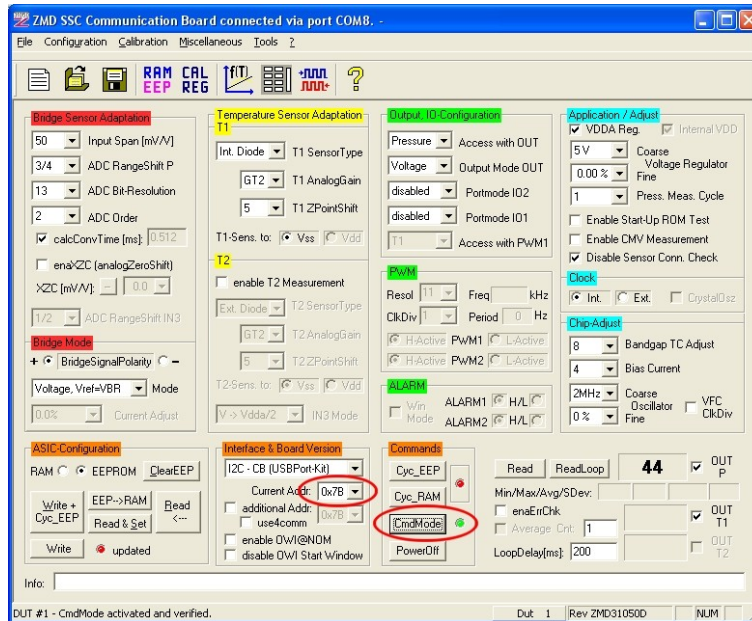 ZMD SSC Communication Board connected via port COM8. -
File Configuration Calibration Miscellaneous Tools ?
RAM EEP CAL REG f(T) ?
Bridge Sensor Adaptation
50 Input Span [mV/V]
3/4 ADC RangeShift P
13 ADC Bit-Resolution
2 ADC Order
calcConvTime [ms]: 0.512
enaXZC (analogZeroShift)
XZC [mV/V]: - 0.0
1/2 ADC RangeShift IN3
Bridge Mode
+ BridgeSignalPolarity -
Voltage, Vref=VBR Mode
0.0% Current Adjust
Temperature Sensor Adaptation
T1
Int. Diode T1 SensorType
GT2 T1 AnalogGain
5 T1 ZPointShift
T1-Sens. to: Vss Vdd
T2
enable T2 Measurement
Ext. Diode T2 SensorType
GT2 T2 AnalogGain
5 T2 ZPointShift
T2-Sens. to: Vss Vdd
V -> Vdda/2 IN3 Mode
Output, IO-Configuration
Pressure Access with OUT
Voltage Output Mode OUT
disabled Portmode IO2
disabled Portmode IO1
T1 Access with PWM1
PWM
Resol 11 Freq kHz
ClkDiv 1 Period 0 Hz
H-Active PWM1 L-Active
H-Active PWM2 L-Active
ALARM
Win Mode
ALARM1 H/L
ALARM2 H/L
Application / Adjust
VDDA Reg. Internal VDD
5V Coarse
Voltage Regulator
0.00 % Fine
1 Press. Meas. Cycle
Enable Start-Up ROM Test
Enable CMV Measurement
Disable Sensor Conn. Check
Clock
Int. Ext. CrystalOsz
Chip-Adjust
8 Bandgap TC Adjust
4 Bias Current
2MHz Coarse
Oscillator
0 % Fine
VFC
ClkDiv
ASIC-Configuration
RAM EEPROM ClearEEP
Write + Cyc_EEP
EEP-->RAM
Read & Set
Read <---
Write updated
Interface & Board Version
I2C - CB (USBPort-Kit)
Current Addr: 0x7B
additional Addr: 0x7B
use4comm
enable OWI@NOM
disable OWI Start Window
Commands
Cyc_EEP
Cyc_RAM
CmdMode
PowerOff
Read ReadLoop 44 OUT P
Min/Max/Avg/SDev:
enaErrChk OUT T1
Average Cnt: 1
LoopDelay[ms]: 200 OUT T2
Info:
DUT #1 - CmdMode activated and verified. Dut 1 Rev ZMD31050D NUM